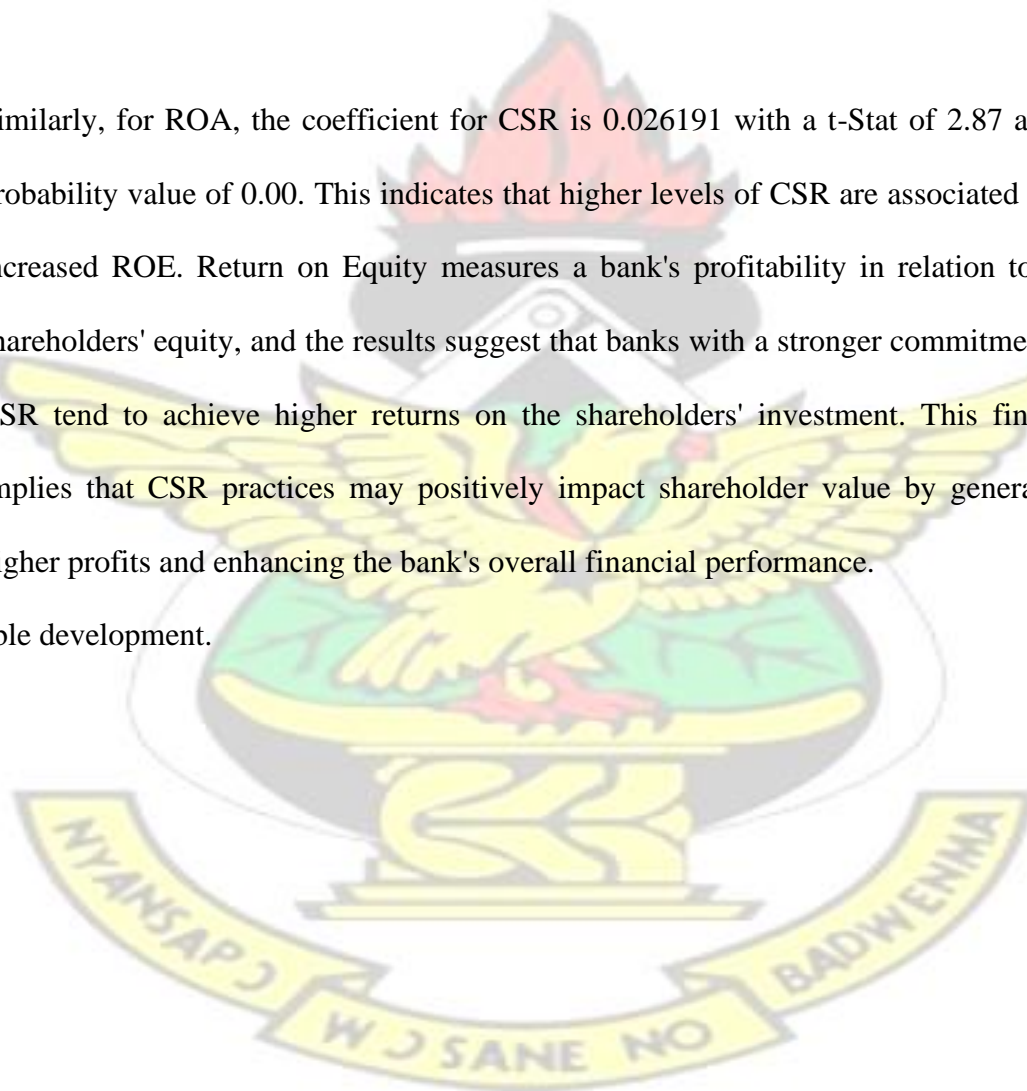 imilarly, for ROA, the coefficient for CSR is 0.026191 with a t-Stat of 2.87 a
robability value of 0.00. This indicates that higher levels of CSR are associated
ncreased ROE. Return on Equity measures a bank's profitability in relation to
hareholders' equity, and the results suggest that banks with a stronger commitme
SR tend to achieve higher returns on the shareholders' investment. This fin
mplies that CSR practices may positively impact shareholder value by genera
igher profits and enhancing the bank's overall financial performance.
ble development.
NYANSAPƆ WƆSANE NO BADWENMA